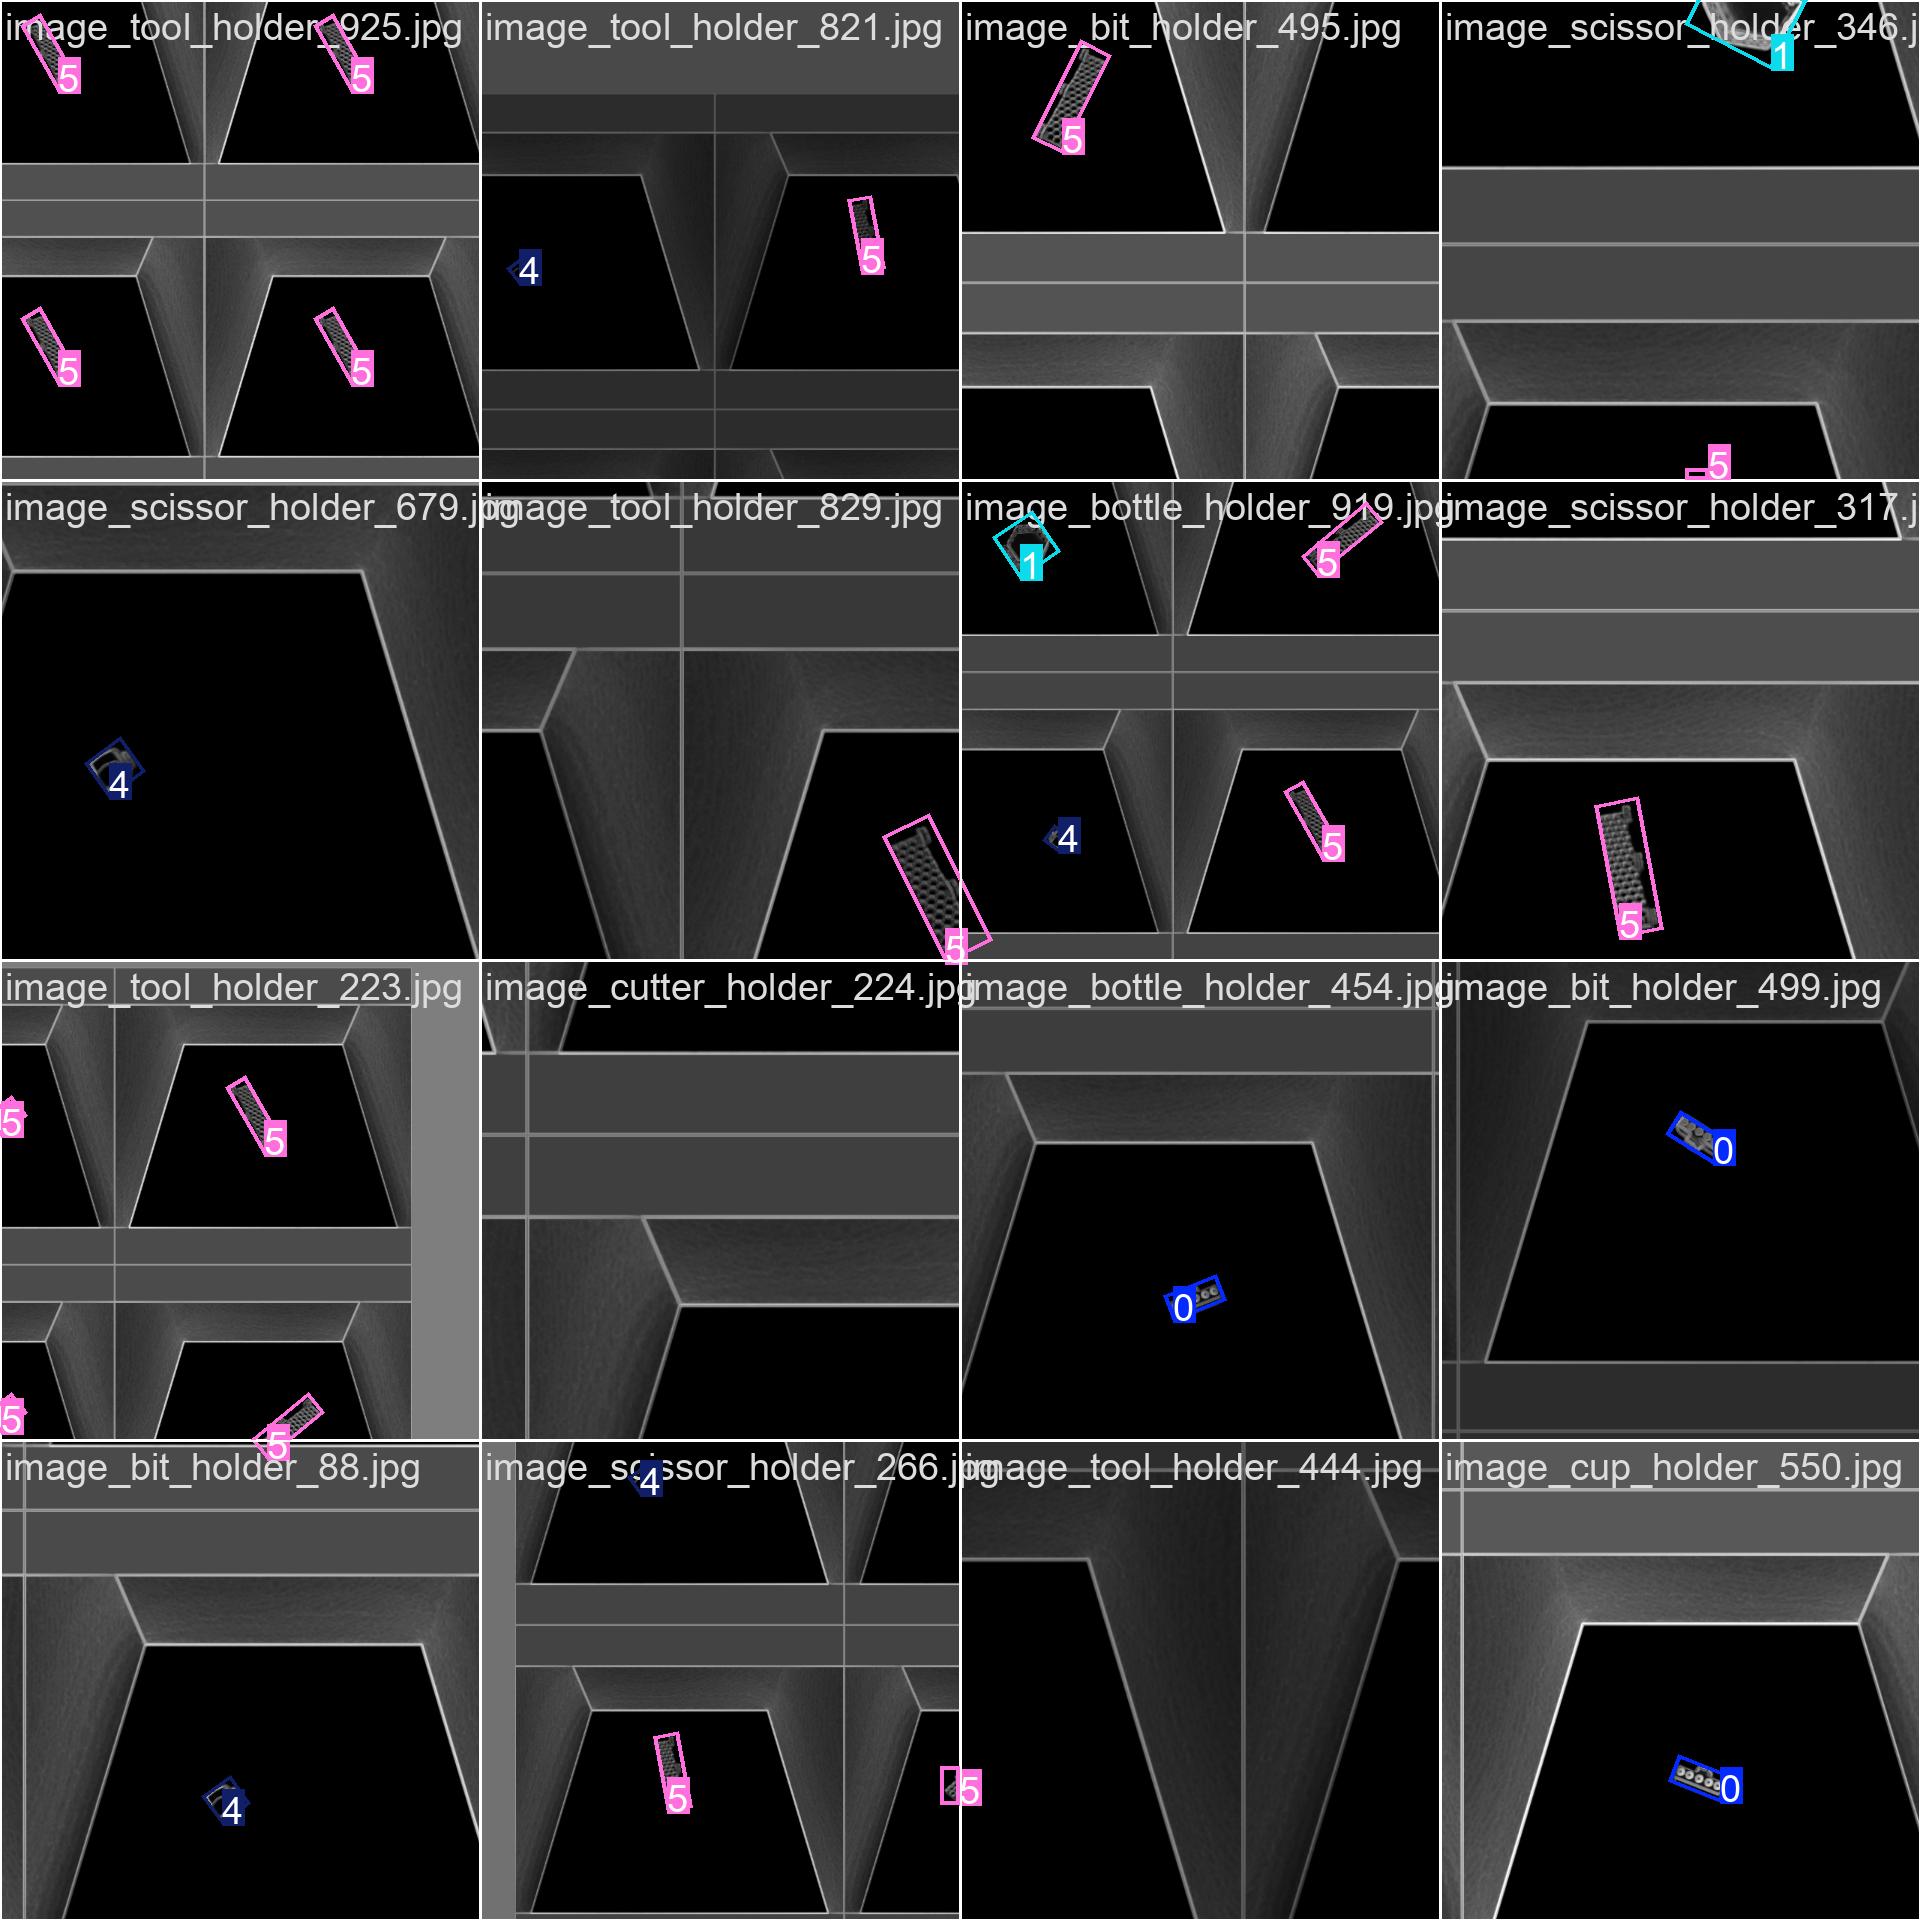 image_tool_holder_925.jpg
5
5
5
5
image_tool_holder_821.jpg
4
5
image_bit_holder_495.jpg
5
image_scissor_holder_346.j
1
5
image_scissor_holder_679.jpg
4
image_tool_holder_829.jpg
5
image_bottle_holder_919.jpg
1
5
4
5
image_scissor_holder_317.j
5
image_tool_holder_223.jpg
5
5
5
5
image_cutter_holder_224.jpg
image_bottle_holder_454.jpg
0
image_bit_holder_499.jpg
0
image_bit_holder_88.jpg
4
image_scissor_holder_266.jpg
4
5
5
image_tool_holder_444.jpg
image_cup_holder_550.jpg
0